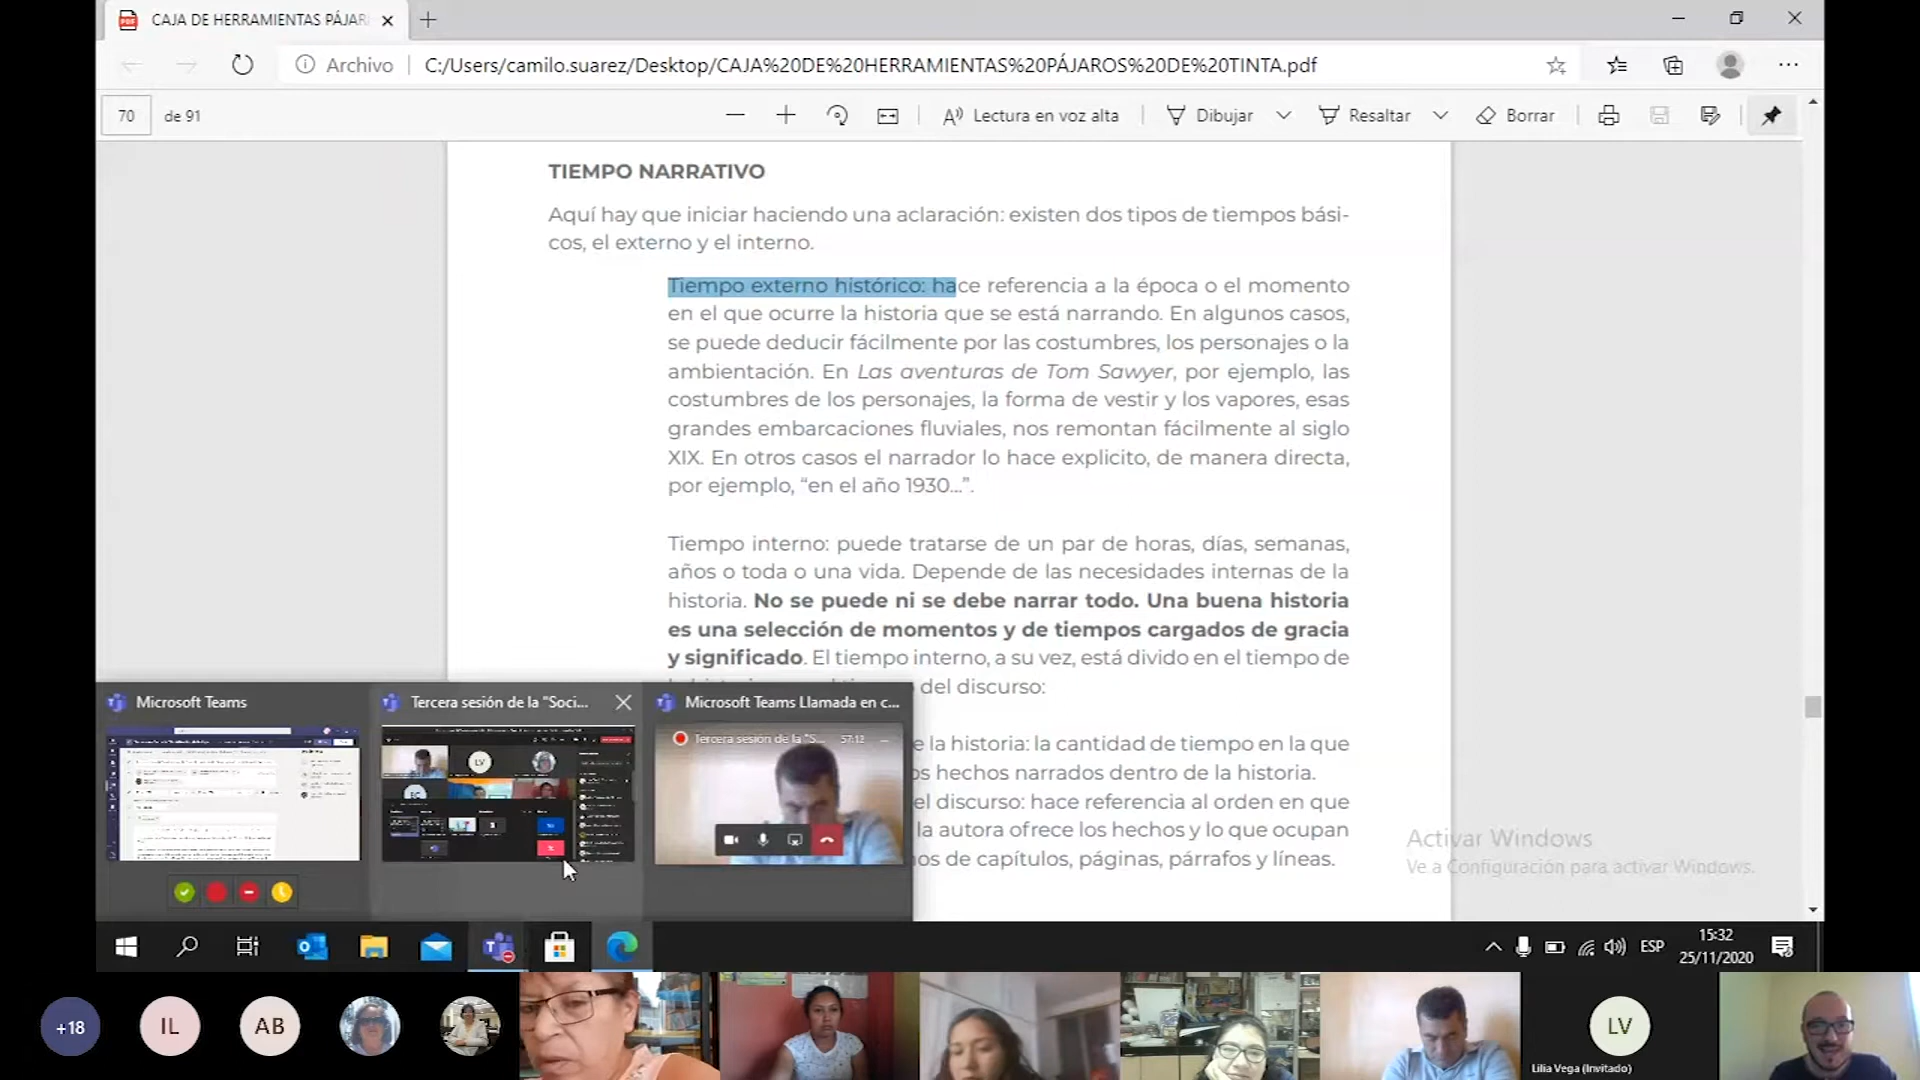 CAJA DE HERRAMIENTAS PÁJAR
Archivo
C:/Users/camilo.suarez/Desktop/CAJA%20DE%20HERRAMIENTAS%20PÁJAROS%20DE%20TINTA.pdf
70 de 91
Lectura en voz alta
Dibujar
Resaltar
Borrar
TIEMPO NARRATIVO
Aquí hay que iniciar haciendo una aclaración: existen dos tipos de tiempos bási-
cos, el externo y el interno.
Tiempo externo histórico: hace referencia a la época o el momento
en el que ocurre la historia que se está narrando. En algunos casos,
se puede deducir fácilmente por las costumbres, los personajes o la
ambientación. En Las aventuras de Tom Sawyer, por ejemplo, las
costumbres de los personajes, la forma de vestir y los vapores, esas
grandes embarcaciones fluviales, nos remontan fácilmente al siglo
XIX. En otros casos el narrador lo hace explicito, de manera directa,
por ejemplo, “en el año 1930...”.
Tiempo interno: puede tratarse de un par de horas, días, semanas,
años o toda o una vida. Depende de las necesidades internas de la
historia. No se puede ni se debe narrar todo. Una buena historia
es una selección de momentos y de tiempos cargados de gracia
y significado. El tiempo interno, a su vez, está divido en el tiempo de
del discurso:
e la historia: la cantidad de tiempo en la que
os hechos narrados dentro de la historia.
el discurso: hace referencia al orden en que
la autora ofrece los hechos y lo que ocupan
os de capítulos, páginas, párrafos y líneas.
Microsoft Teams
Tercera sesión de la "Soci...
Microsoft Teams Llamada en c...
Tercera sesión de la "S...
57:12
LV
Activar Windows
Ve a Configuración para activar Windows.
ESP
15:32
25/11/2020
+18
IL
AB
LV
Lilia Vega (Invitado)